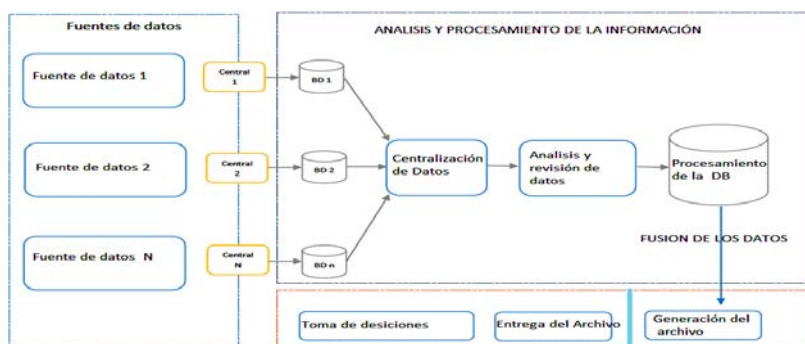 Fuentes de datos
ANALISIS Y PROCESAMIENTO DE LA INFORMACIÓN
Fuente de datos 1
Central
1
BD 1
Fuente de datos 2
Central
2
BD 2
Centralización
de Datos
Analisis y
revisión de
datos
Procesamiento
de la DB
Fuente de datos N
Central
N
BD n
FUSION DE LOS DATOS
Toma de desiciones
Entrega del Archivo
Generación del
archivo